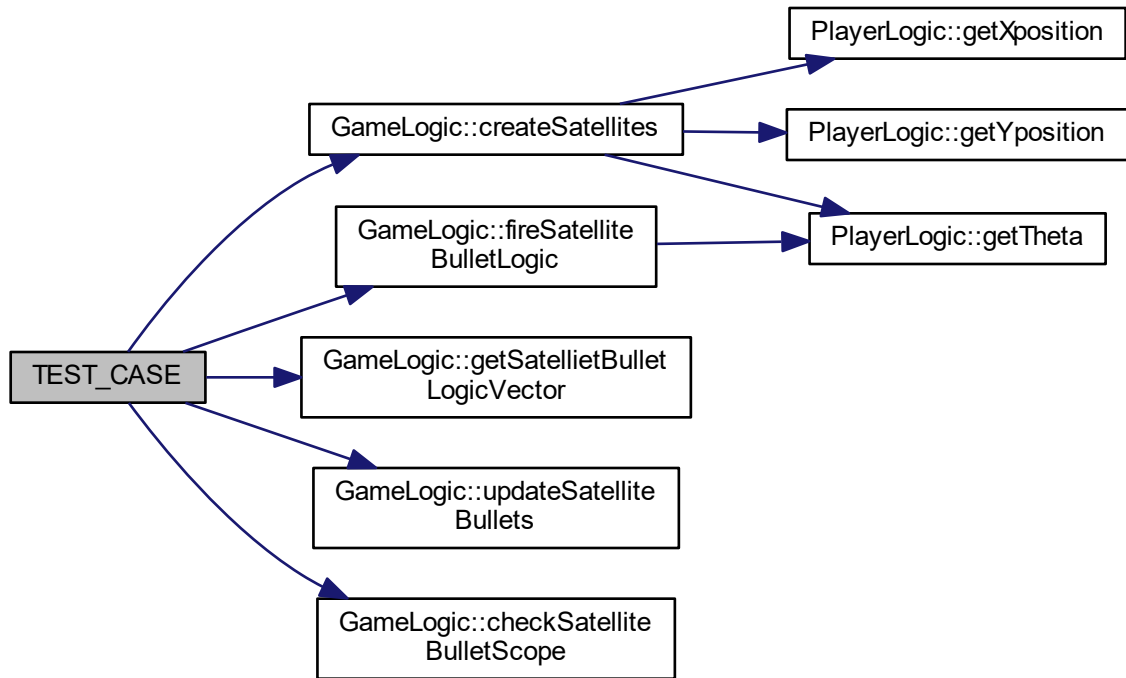 PlayerLogic::getXposition
GameLogic::createSatellites
PlayerLogic::getYposition
GameLogic::fireSatellite
BulletLogic
PlayerLogic::getTheta
TEST_CASE
GameLogic::getSatellietBullet
LogicVector
GameLogic::updateSatellite
Bullets
GameLogic::checkSatellite
BulletScope